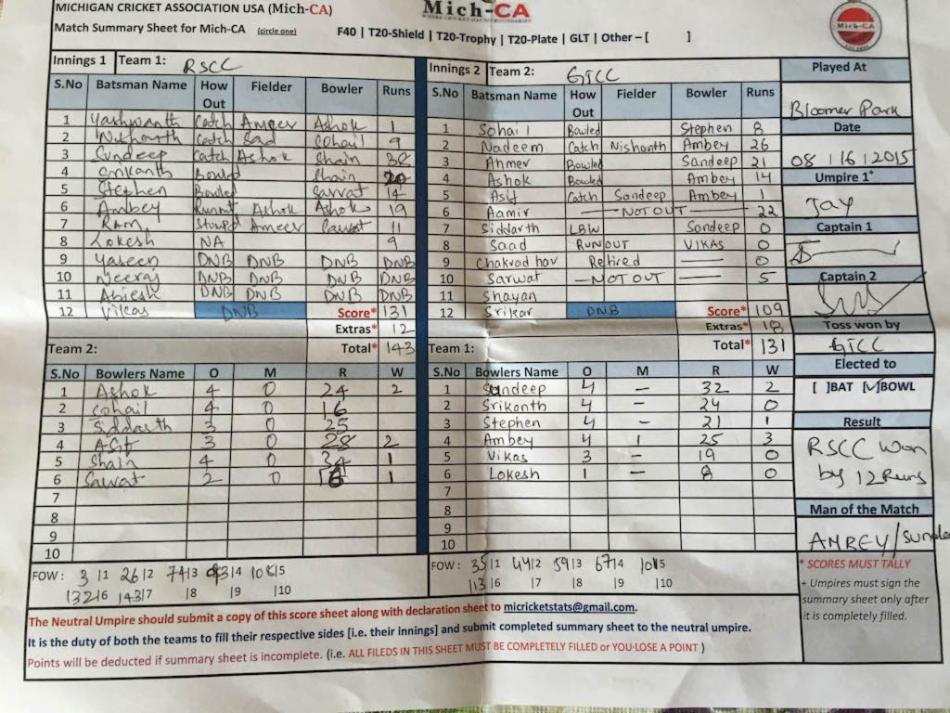 MICHIGAN CRICKET ASSOCIATION USA (Mich-CA)
Mich-CA
Match Summary Sheet for Mich-CA (circle one) F40 | T20-Shield | T20-Trophy | T20-Plate | GLT | Other – [ ]
Mich-CA
Innings 1 Team 1: RSCC
S.No Batsman Name How Out Fielder Bowler Runs
1 Yashwanth Catch Ameer Ashok 1
2 Nishanth Catch Sad Cohail 9
3 Sundeep Catch Ashok Shain 38
4 Srikanth Bowled Shain 20
5 Stephen Bowled Sarwat 14
6 Ambey Runout Ashok Ashok 19
7 RAM Stumpd Ameer Sarwat 11
8 Lokesh NA 9
9 Yaseen DNB DNB DNB DNB
10 Neeraj DNB DNB DNB DNB
11 Abiesh DNB DNB DNB DNB
12 Vikas DNB Score* 131
Extras* 12
Total* 143
Team 2:
S.No Bowlers Name O M R W
1 Ashok 4 0 24 2
2 Cohail 4 0 16
3 Siddarth 3 0 25
4 ASif 3 0 28 2
5 Shain 4 0 34 1
6 Sarwat 2 0 16 1
7
8
9
10
FOW: 3|1 26|2 74|3 93|4 108|5
132|6 143|7 |8 |9 |10
Innings 2 Team 2: GTCC
S.No Batsman Name How Out Fielder Bowler Runs
1 Sohail Bowled Stephen 8
2 Nadeem Catch Nishanth Ambey 26
3 Ahmer Bowled Sandeep 21
4 Ashok Bowled Ambey 14
5 Asif Catch Sandeep Ambey 1
6 Aamir NOT OUT 22
7 Siddarth LBW Sandeep 0
8 Saad RUNOUT VIKAS 0
9 Chakradhar Retired 0
10 Sarwat NOT OUT 5
11 Shayan
12 Srikar DNB Score* 109
Extras* 18
Team 1: Total* 131
S.No Bowlers Name O M R W
1 Sandeep 4 – 32 2
2 Srikanth 4 – 24 0
3 Stephen 4 – 21 1
4 Ambey 4 1 25 3
5 Vikas 3 – 19 0
6 Lokesh 1 – 8 0
7
8
9
10
FOW: 35|1 44|2 59|3 67|4 108|5
113|6 |7 |8 |9 |10
Played At
Bloomer Park
Date
08 | 16 | 2015
Umpire 1*
Jay
Captain 1
Captain 2
Toss won by
GTCC
Elected to
[ ]BAT [✓]BOWL
Result
RSCC won
by 12 Runs
Man of the Match
AMBEY/Sundeep
* SCORES MUST TALLY
+ Umpires must sign the
summary sheet only after
it is completely filled.
The Neutral Umpire should submit a copy of this score sheet along with declaration sheet to micricketstats@gmail.com.
It is the duty of both the teams to fill their respective sides [i.e. their innings] and submit completed summary sheet to the neutral umpire.
Points will be deducted if summary sheet is incomplete. (i.e. ALL FILEDS IN THIS SHEET MUST BE COMPLETELY FILLED or YOU-LOSE A POINT )